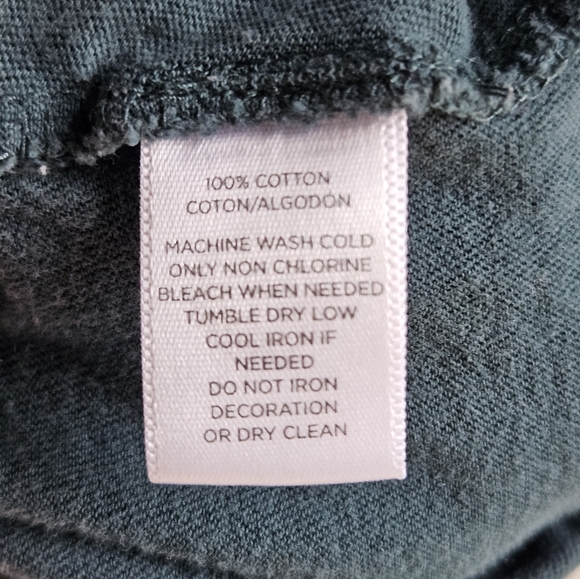 100% COTTON
COTON/ALGODON
MACHINE WASH COLD
ONLY NON CHLORINE
BLEACH WHEN NEEDED
TUMBLE DRY LOW
COOL IRON IF
NEEDED
DO NOT IRON
DECORATION
OR DRY CLEAN